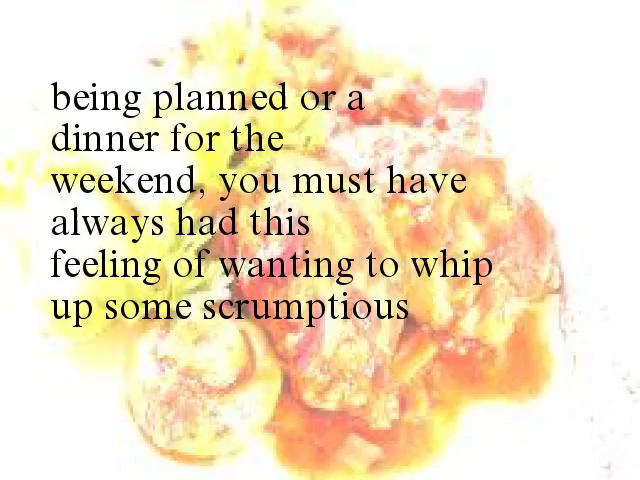 being planned or a
dinner for the
weekend, you must have
always had this
feeling of wanting to whip
up some scrumptious